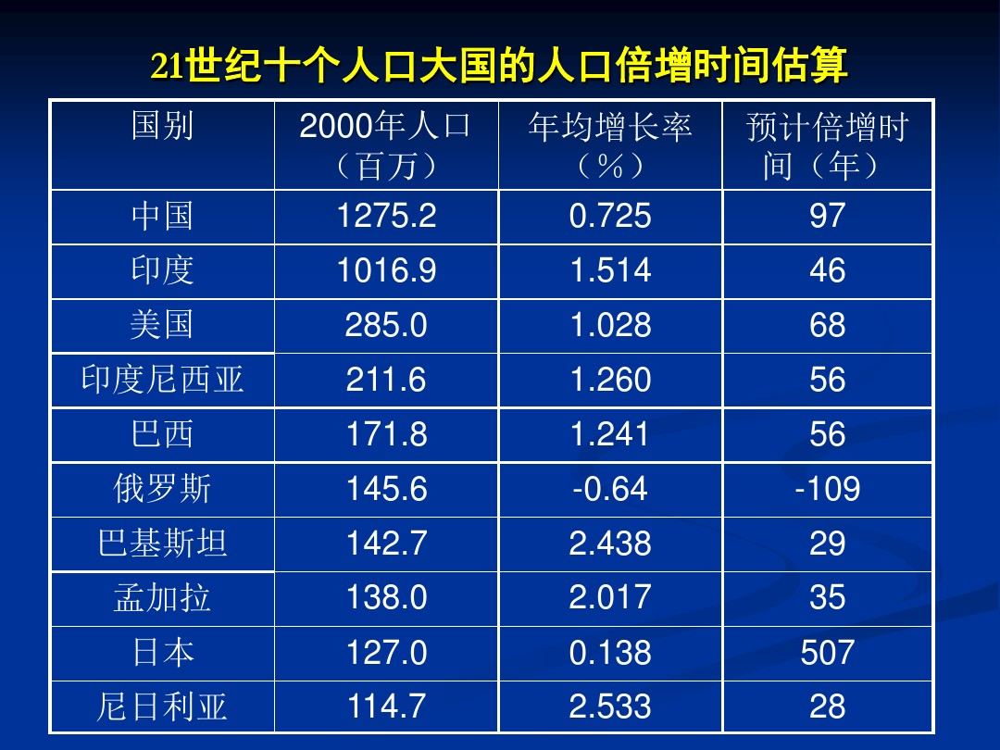 21世纪十个人口大国的人口倍增时间估算
国别 2000年人口（百万） 年均增长率（%） 预计倍增时间（年）
中国 1275.2 0.725 97
印度 1016.9 1.514 46
美国 285.0 1.028 68
印度尼西亚 211.6 1.260 56
巴西 171.8 1.241 56
俄罗斯 145.6 -0.64 -109
巴基斯坦 142.7 2.438 29
孟加拉 138.0 2.017 35
日本 127.0 0.138 507
尼日利亚 114.7 2.533 28